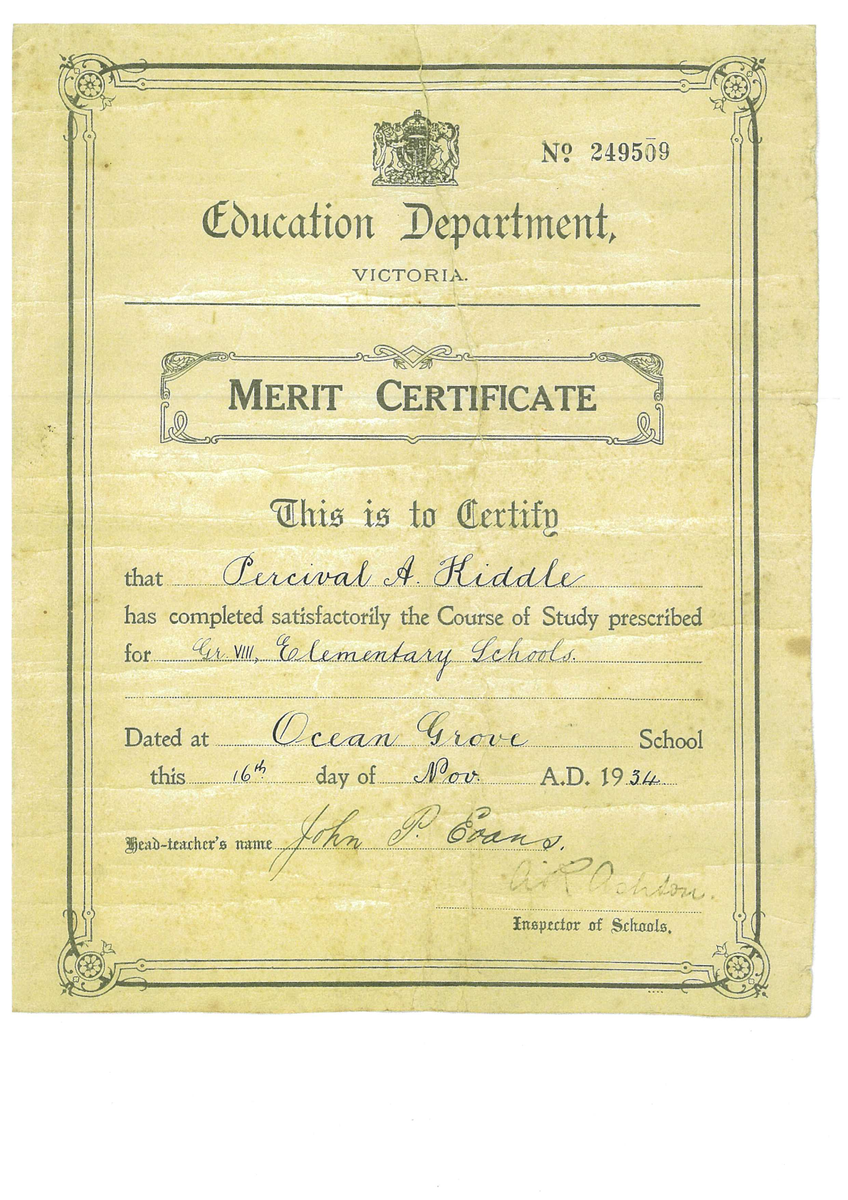 Nº 249509
Education Department,
VICTORIA.
MERIT CERTIFICATE
This is to Certify
that Percival A. Kiddle
has completed satisfactorily the Course of Study prescribed
for Gr. VIII, Elementary Schools.
Dated at Ocean Grove School
this 16th day of Nov. A.D. 1934
Head-teacher's name John P. Evans.
Inspector of Schools.